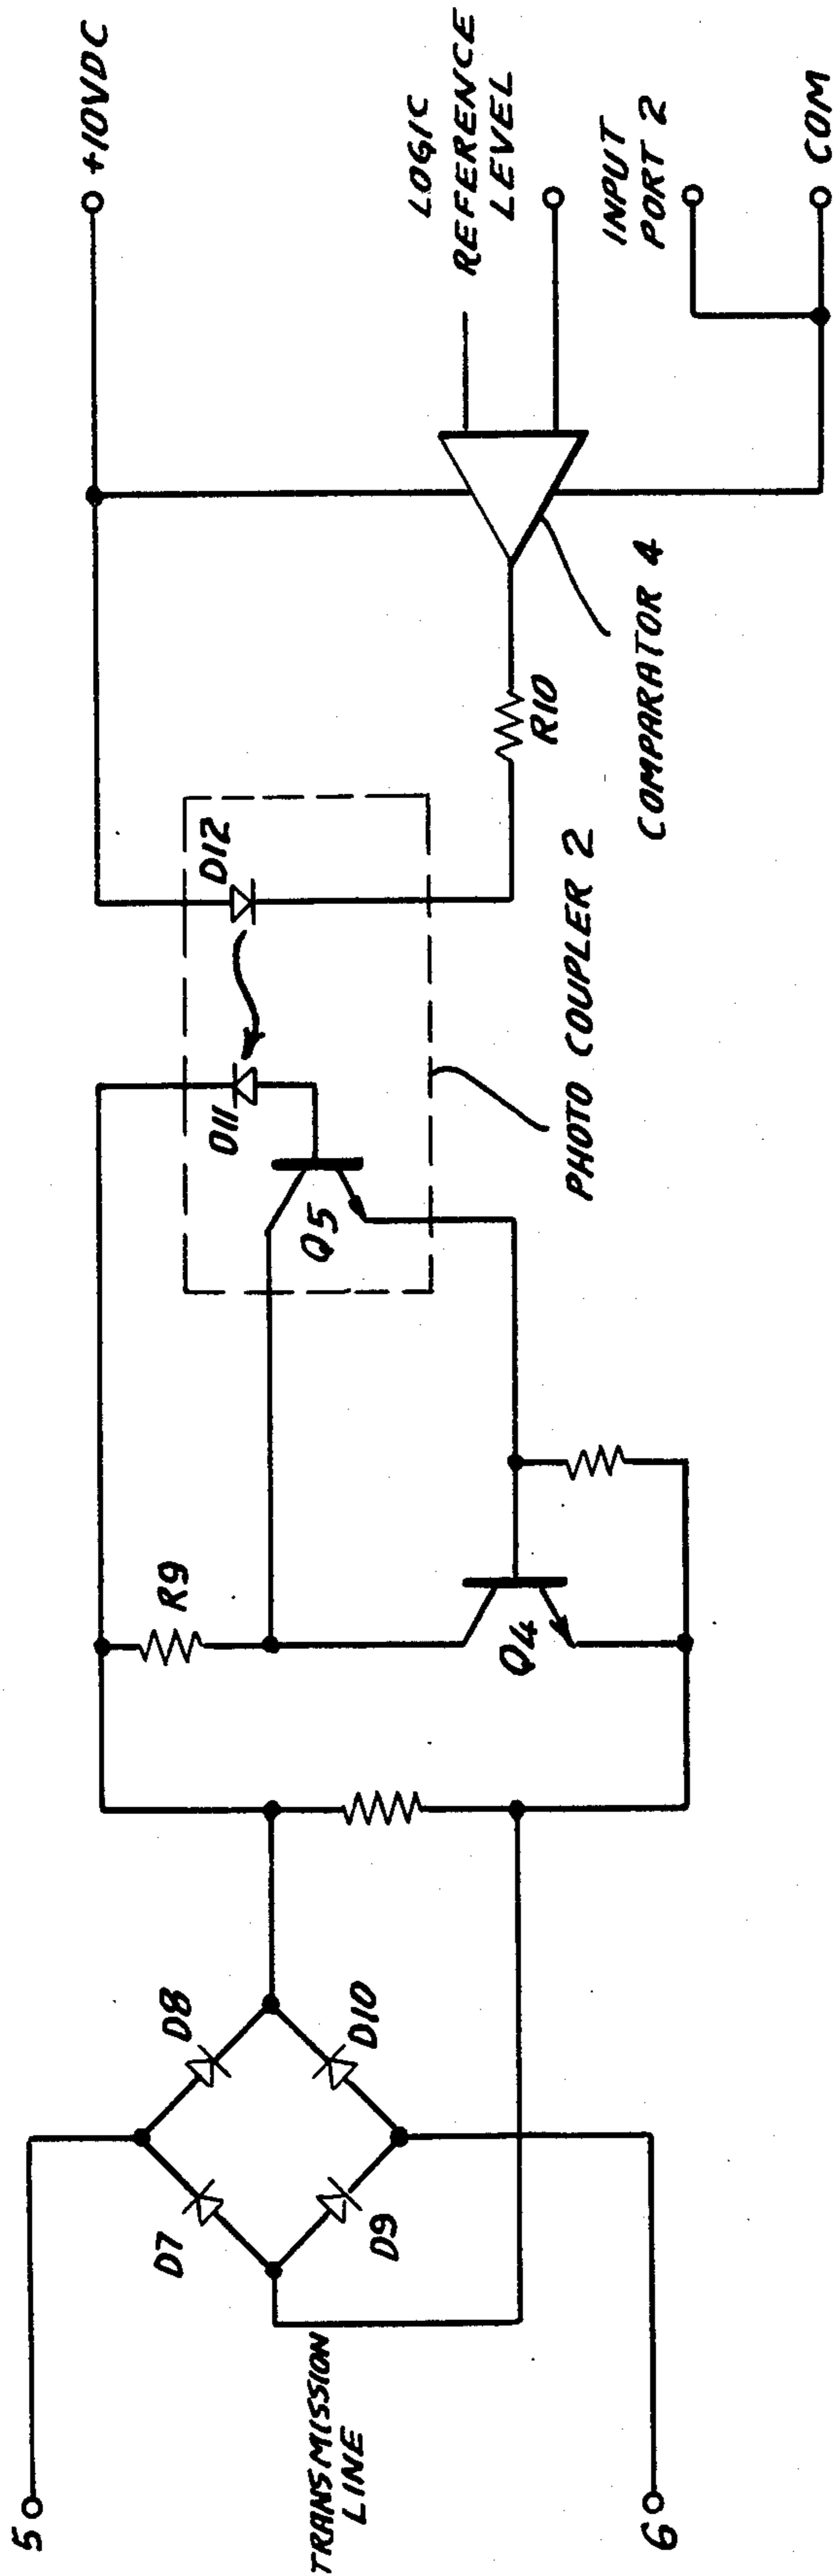 5
TRANSMISSION
LINE
6
D7
D8
D9
D10
R9
Q4
Q5
D11
D12
PHOTO COUPLER 2
R10
COMPARATOR 4
+10VDC
LOGIC
REFERENCE
LEVEL
INPUT
PORT 2
COM